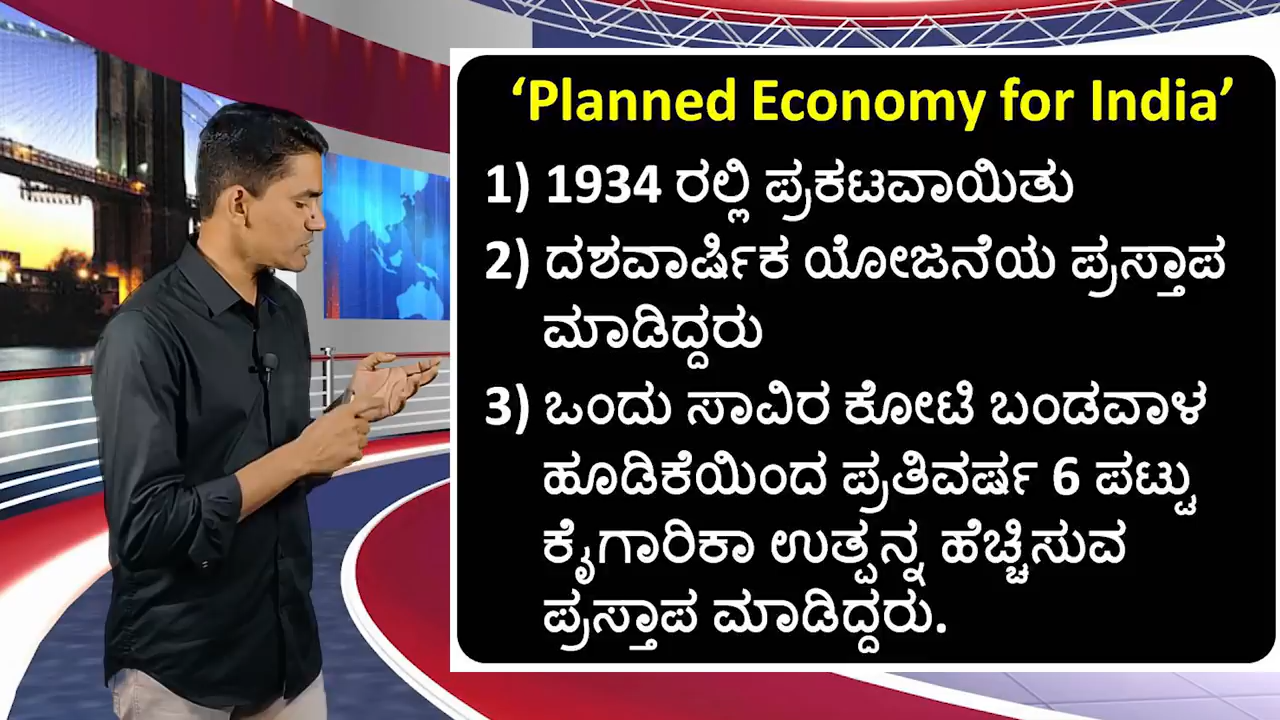 ‘Planned Economy for India’
1) 1934 ರಲ್ಲಿ ಪ್ರಕಟವಾಯಿತು
2) ದಶವಾರ್ಷಿಕ ಯೋಜನೆಯ ಪ್ರಸ್ತಾಪ
ಮಾಡಿದ್ದರು
3) ಒಂದು ಸಾವಿರ ಕೋಟಿ ಬಂಡವಾಳ
ಹೂಡಿಕೆಯಿಂದ ಪ್ರತಿವರ್ಷ 6 ಪಟ್ಟು
ಕೈಗಾರಿಕಾ ಉತ್ಪನ್ನ ಹೆಚ್ಚಿಸುವ
ಪ್ರಸ್ತಾಪ ಮಾಡಿದ್ದರು.